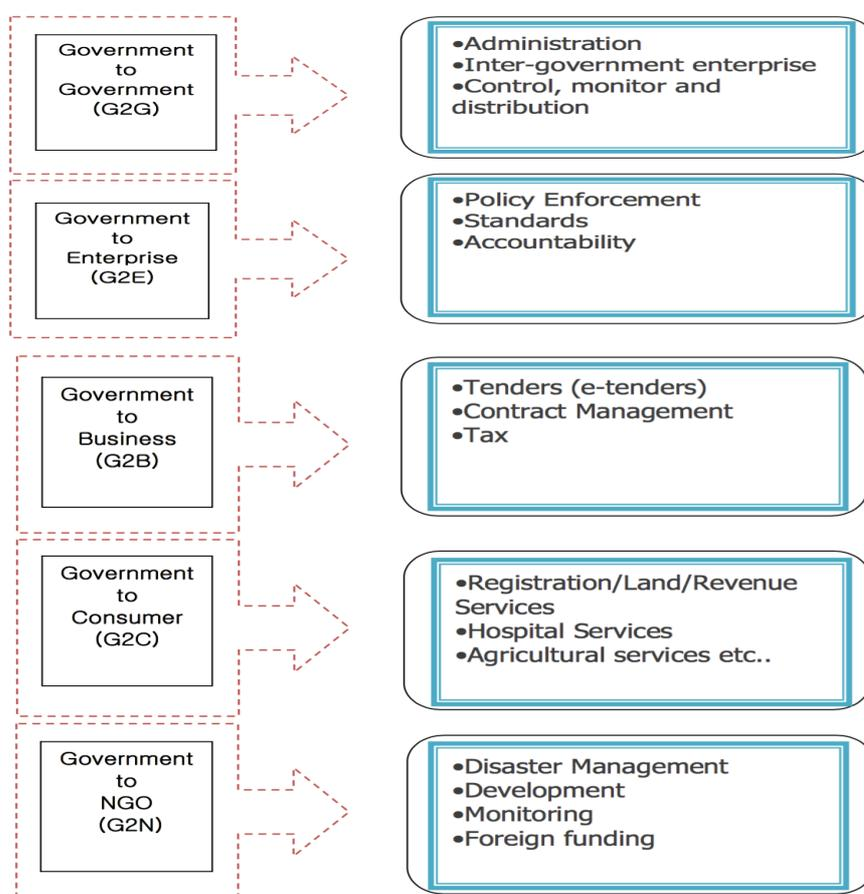 Government
to
Government
(G2G)
•Administration
•Inter-government enterprise
•Control, monitor and
distribution
Government
to
Enterprise
(G2E)
•Policy Enforcement
•Standards
•Accountability
Government
to
Business
(G2B)
•Tenders (e-tenders)
•Contract Management
•Tax
Government
to
Consumer
(G2C)
•Registration/Land/Revenue
Services
•Hospital Services
•Agricultural services etc..
Government
to
NGO
(G2N)
•Disaster Management
•Development
•Monitoring
•Foreign funding